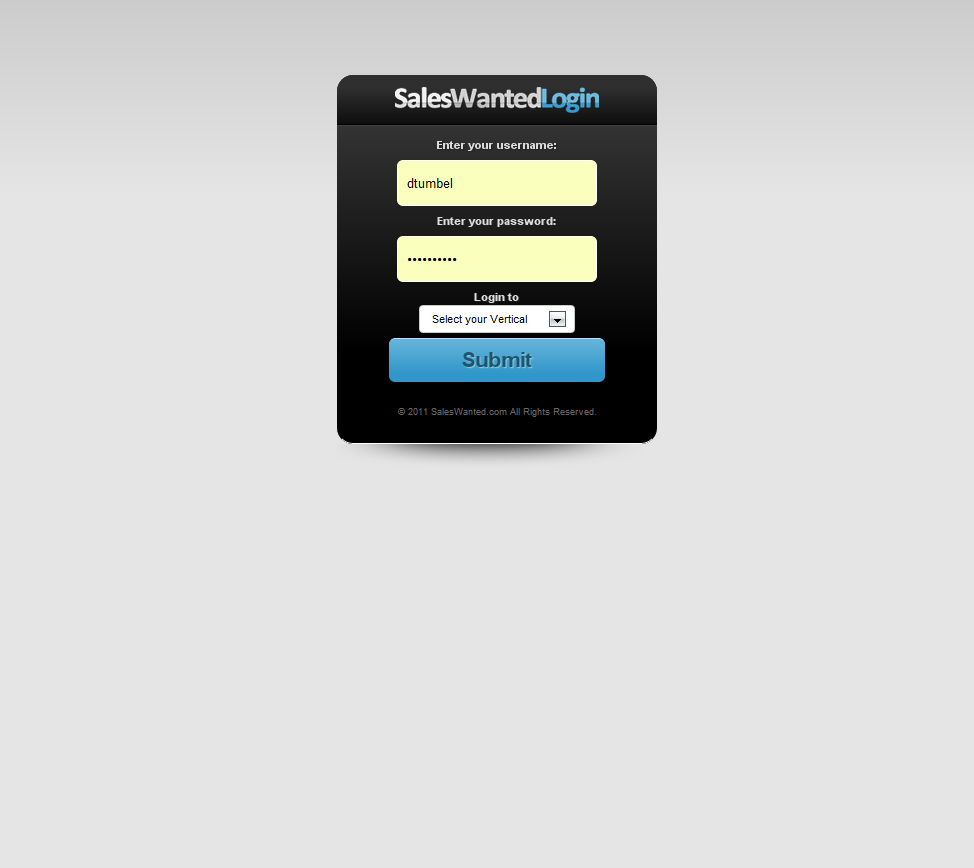 SalesWantedLogin
Enter your username:
dtumbel
Enter your password:
••••••••••
Login to
Select your Vertical
Submit
© 2011 SalesWanted.com All Rights Reserved.